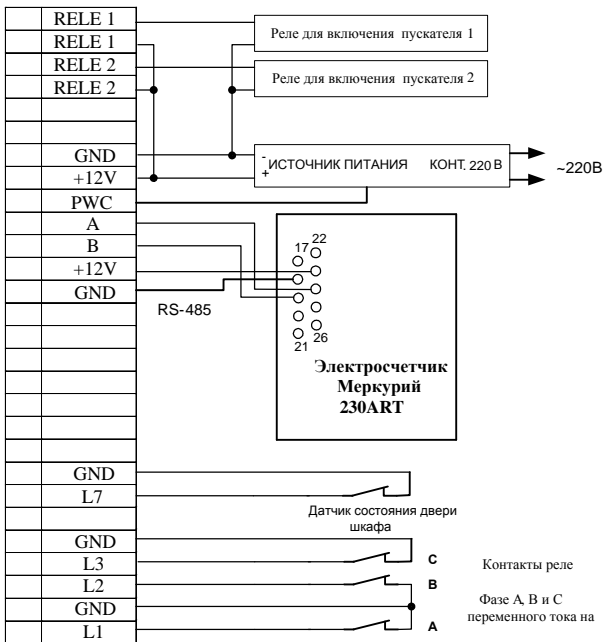 RELE 1
RELE 1
RELE 2
RELE 2
Реле для включения пускателя 1
Реле для включения пускателя 2
GND
+12V
PWC
A
B
+12V
GND
-
+
ИСТОЧНИК ПИТАНИЯ КОНТ. 220 В
~220В
RS-485
17 22
21 26
Электросчетчик
Меркурий
230ART
GND
L7
Датчик состояния двери
шкафа
GND
L3
L2
GND
L1
C
B
A
Контакты реле
Фазе А, В и С
переменного тока на